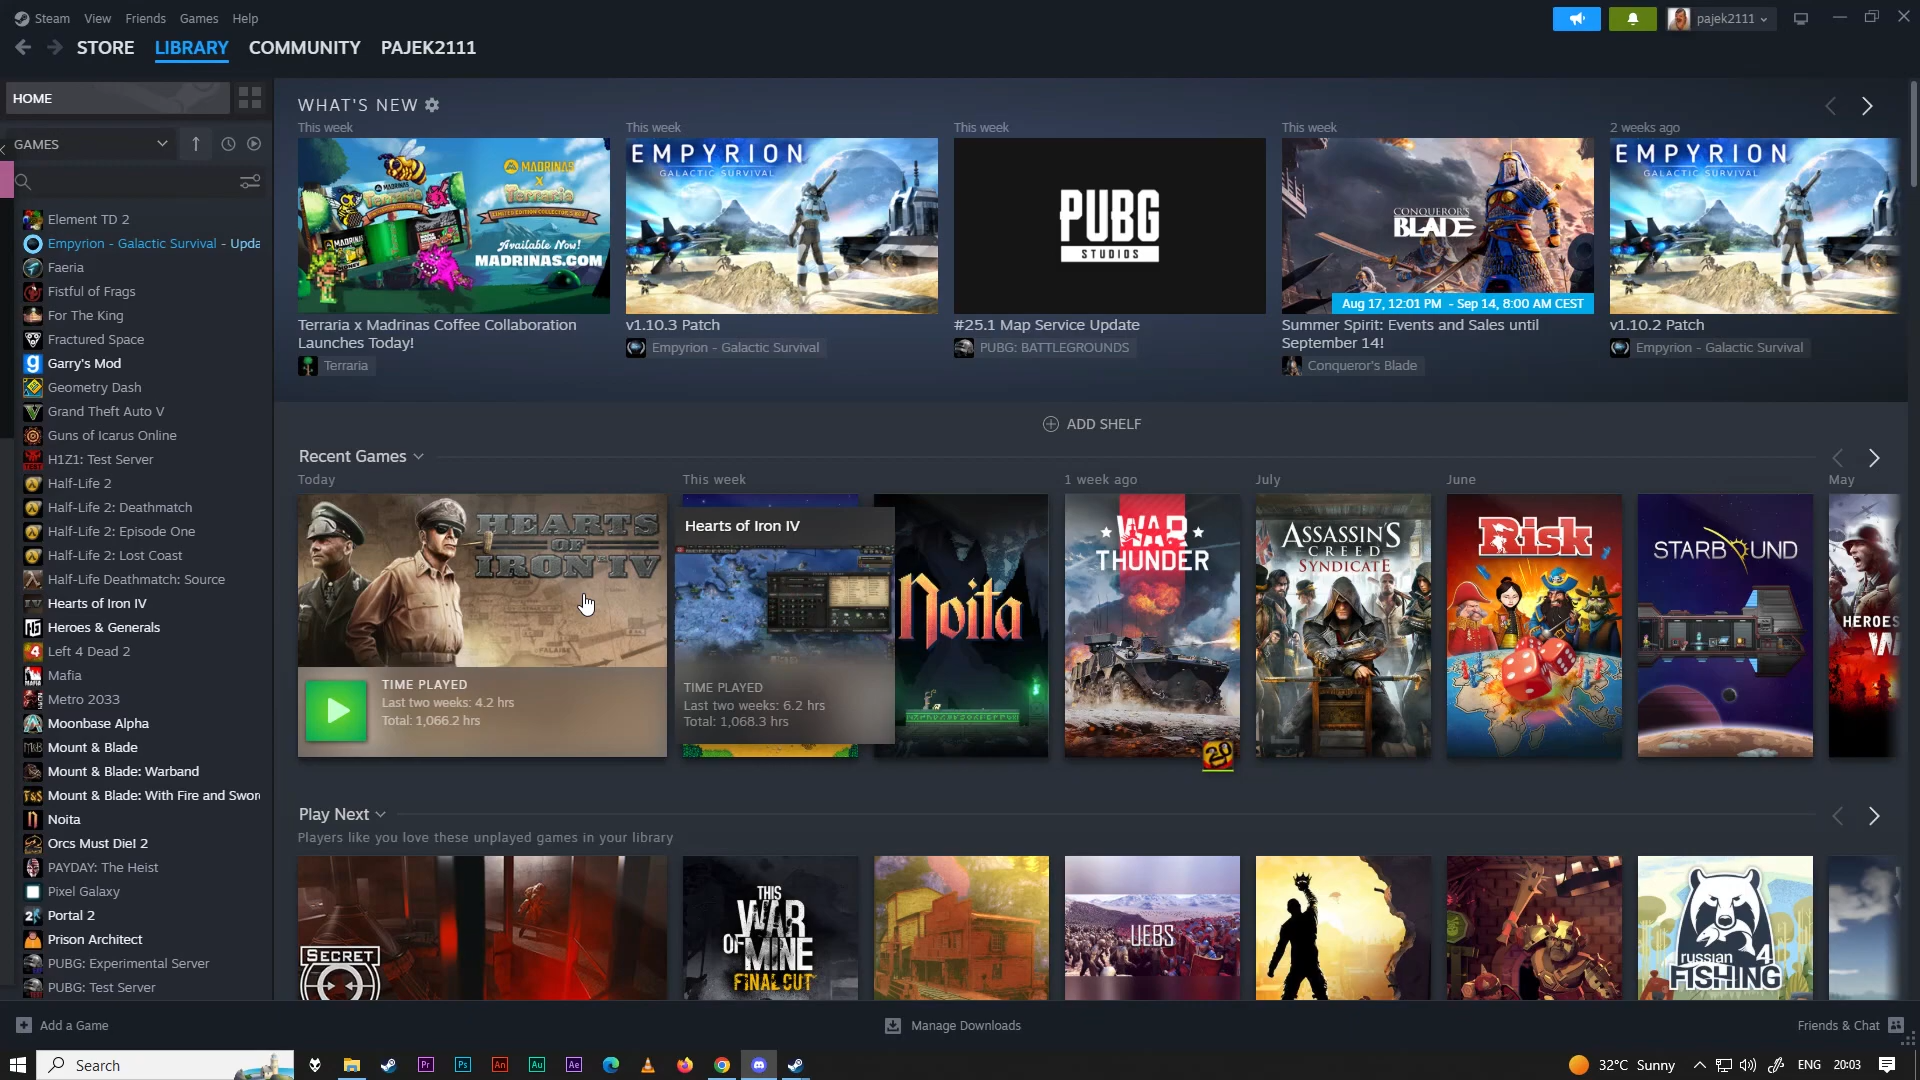 Steam View Friends Games Help
pajek2111
STORE LIBRARY COMMUNITY PAJEK2111
HOME
GAMES
Element TD 2
Empyrion - Galactic Survival - Upda
Faeria
Fistful of Frags
For The King
Fractured Space
Garry's Mod
Geometry Dash
Grand Theft Auto V
Guns of Icarus Online
H1Z1: Test Server
Half-Life 2
Half-Life 2: Deathmatch
Half-Life 2: Episode One
Half-Life 2: Lost Coast
Half-Life Deathmatch: Source
Hearts of Iron IV
Heroes & Generals
Left 4 Dead 2
Mafia
Metro 2033
Moonbase Alpha
Mount & Blade
Mount & Blade: Warband
Mount & Blade: With Fire and Swor
Noita
Orcs Must Die! 2
PAYDAY: The Heist
Pixel Galaxy
Portal 2
Prison Architect
PUBG: Experimental Server
PUBG: Test Server
WHAT'S NEW
This week
MADRINAS
X
Terraria
Available Now!
MADRINAS.COM
Terraria x Madrinas Coffee Collaboration
Launches Today!
Terraria
This week
EMPYRION
GALACTIC SURVIVAL
v1.10.3 Patch
Empyrion - Galactic Survival
This week
PUBG
STUDIOS
#25.1 Map Service Update
PUBG: BATTLEGROUNDS
This week
CONQUEROR'S
BLADE
Aug 17, 12:01 PM - Sep 14, 8:00 AM CEST
Summer Spirit: Events and Sales until
September 14!
Conqueror's Blade
2 weeks ago
EMPYRION
GALACTIC SURVIVAL
v1.10.2 Patch
Empyrion - Galactic Survival
ADD SHELF
Recent Games
Today
HEARTS
OF
IRON IV
TIME PLAYED
Last two weeks: 4.2 hrs
Total: 1,066.2 hrs
This week
Hearts of Iron IV
TIME PLAYED
Last two weeks: 6.2 hrs
Total: 1,068.3 hrs
Noita
1 week ago
WAR
THUNDER
July
ASSASSIN'S
CREED
SYNDICATE
June
Risk
STARBOUND
May
HEROES
W
Play Next
Players like you love these unplayed games in your library
SECRET
THIS
WAR
OF MINE
FINAL CUT
UEBS
russian 4
FISHING
Add a Game
Manage Downloads
Friends & Chat
Search
32°C Sunny
ENG
20:03